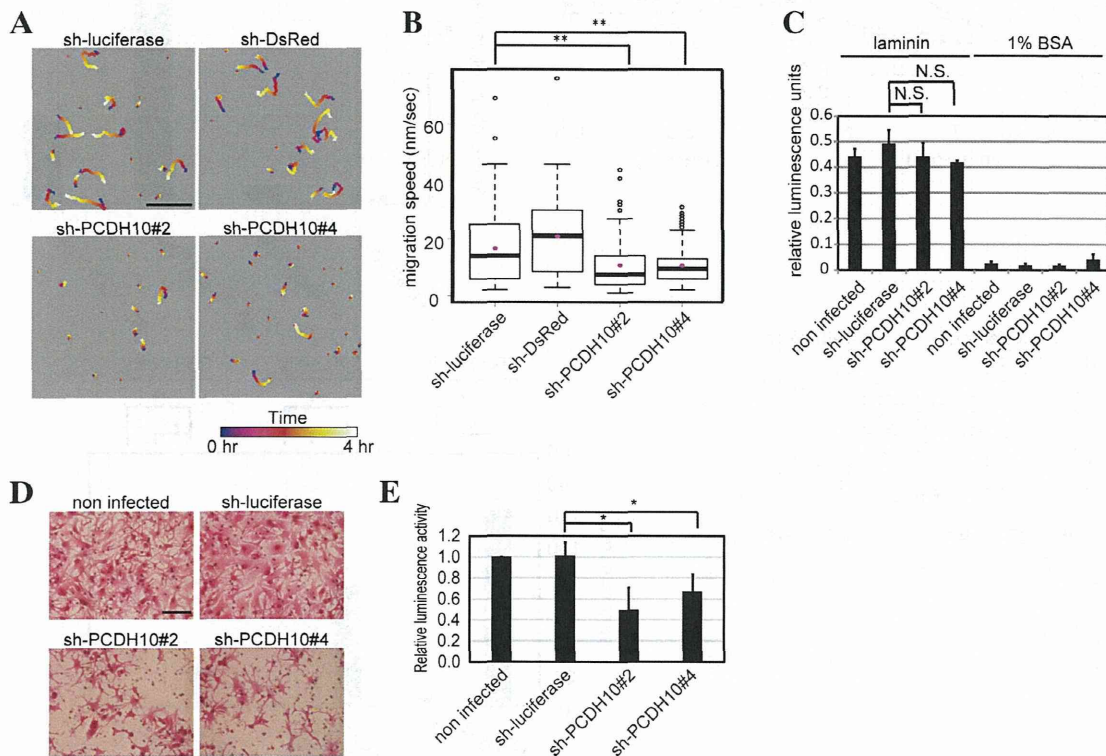 A
sh-luciferase
sh-DsRed
sh-PCDH10#2
sh-PCDH10#4
Time
0 hr
4 hr
B
**
**
migration speed (nm/sec)
60
40
20
0
sh-luciferase
sh-DsRed
sh-PCDH10#2
sh-PCDH10#4
C
laminin
1% BSA
N.S.
N.S.
relative luminescence units
0.6
0.5
0.4
0.3
0.2
0.1
0
non infected
sh-luciferase
sh-PCDH10#2
sh-PCDH10#4
non infected
sh-luciferase
sh-PCDH10#2
sh-PCDH10#4
D
non infected
sh-luciferase
sh-PCDH10#2
sh-PCDH10#4
E
*
*
Relative luminescence activity
1.2
1.0
0.8
0.6
0.4
0.2
0.0
non infected
sh-luciferase
sh-PCDH10#2
sh-PCDH10#4